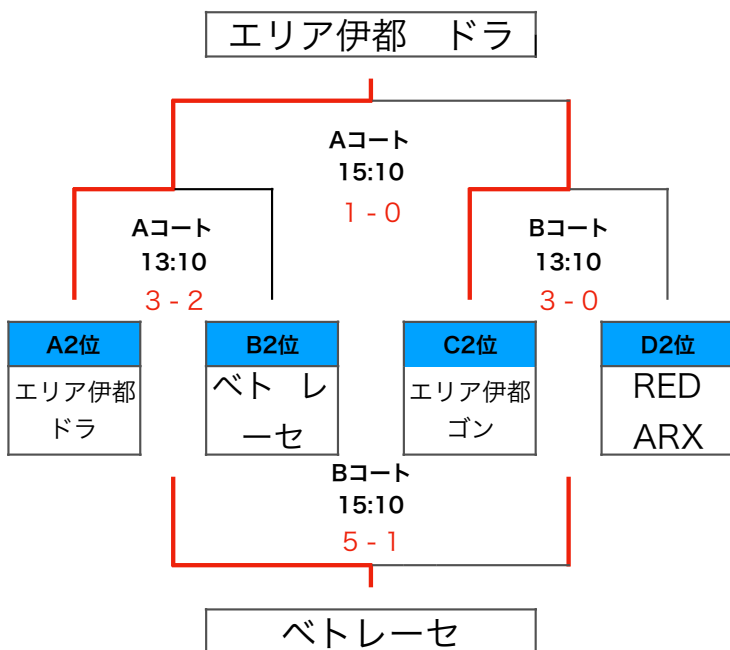 エリア伊都　ドラ
Aコート
15:10
1 - 0
Aコート
13:10
3 - 2
Bコート
13:10
3 - 0
A2位
エリア伊都
ドラ
B2位
ベト　レ
ーセ
C2位
エリア伊都
ゴン
D2位
RED
ARX
Bコート
15:10
5 - 1
ベトレーセ